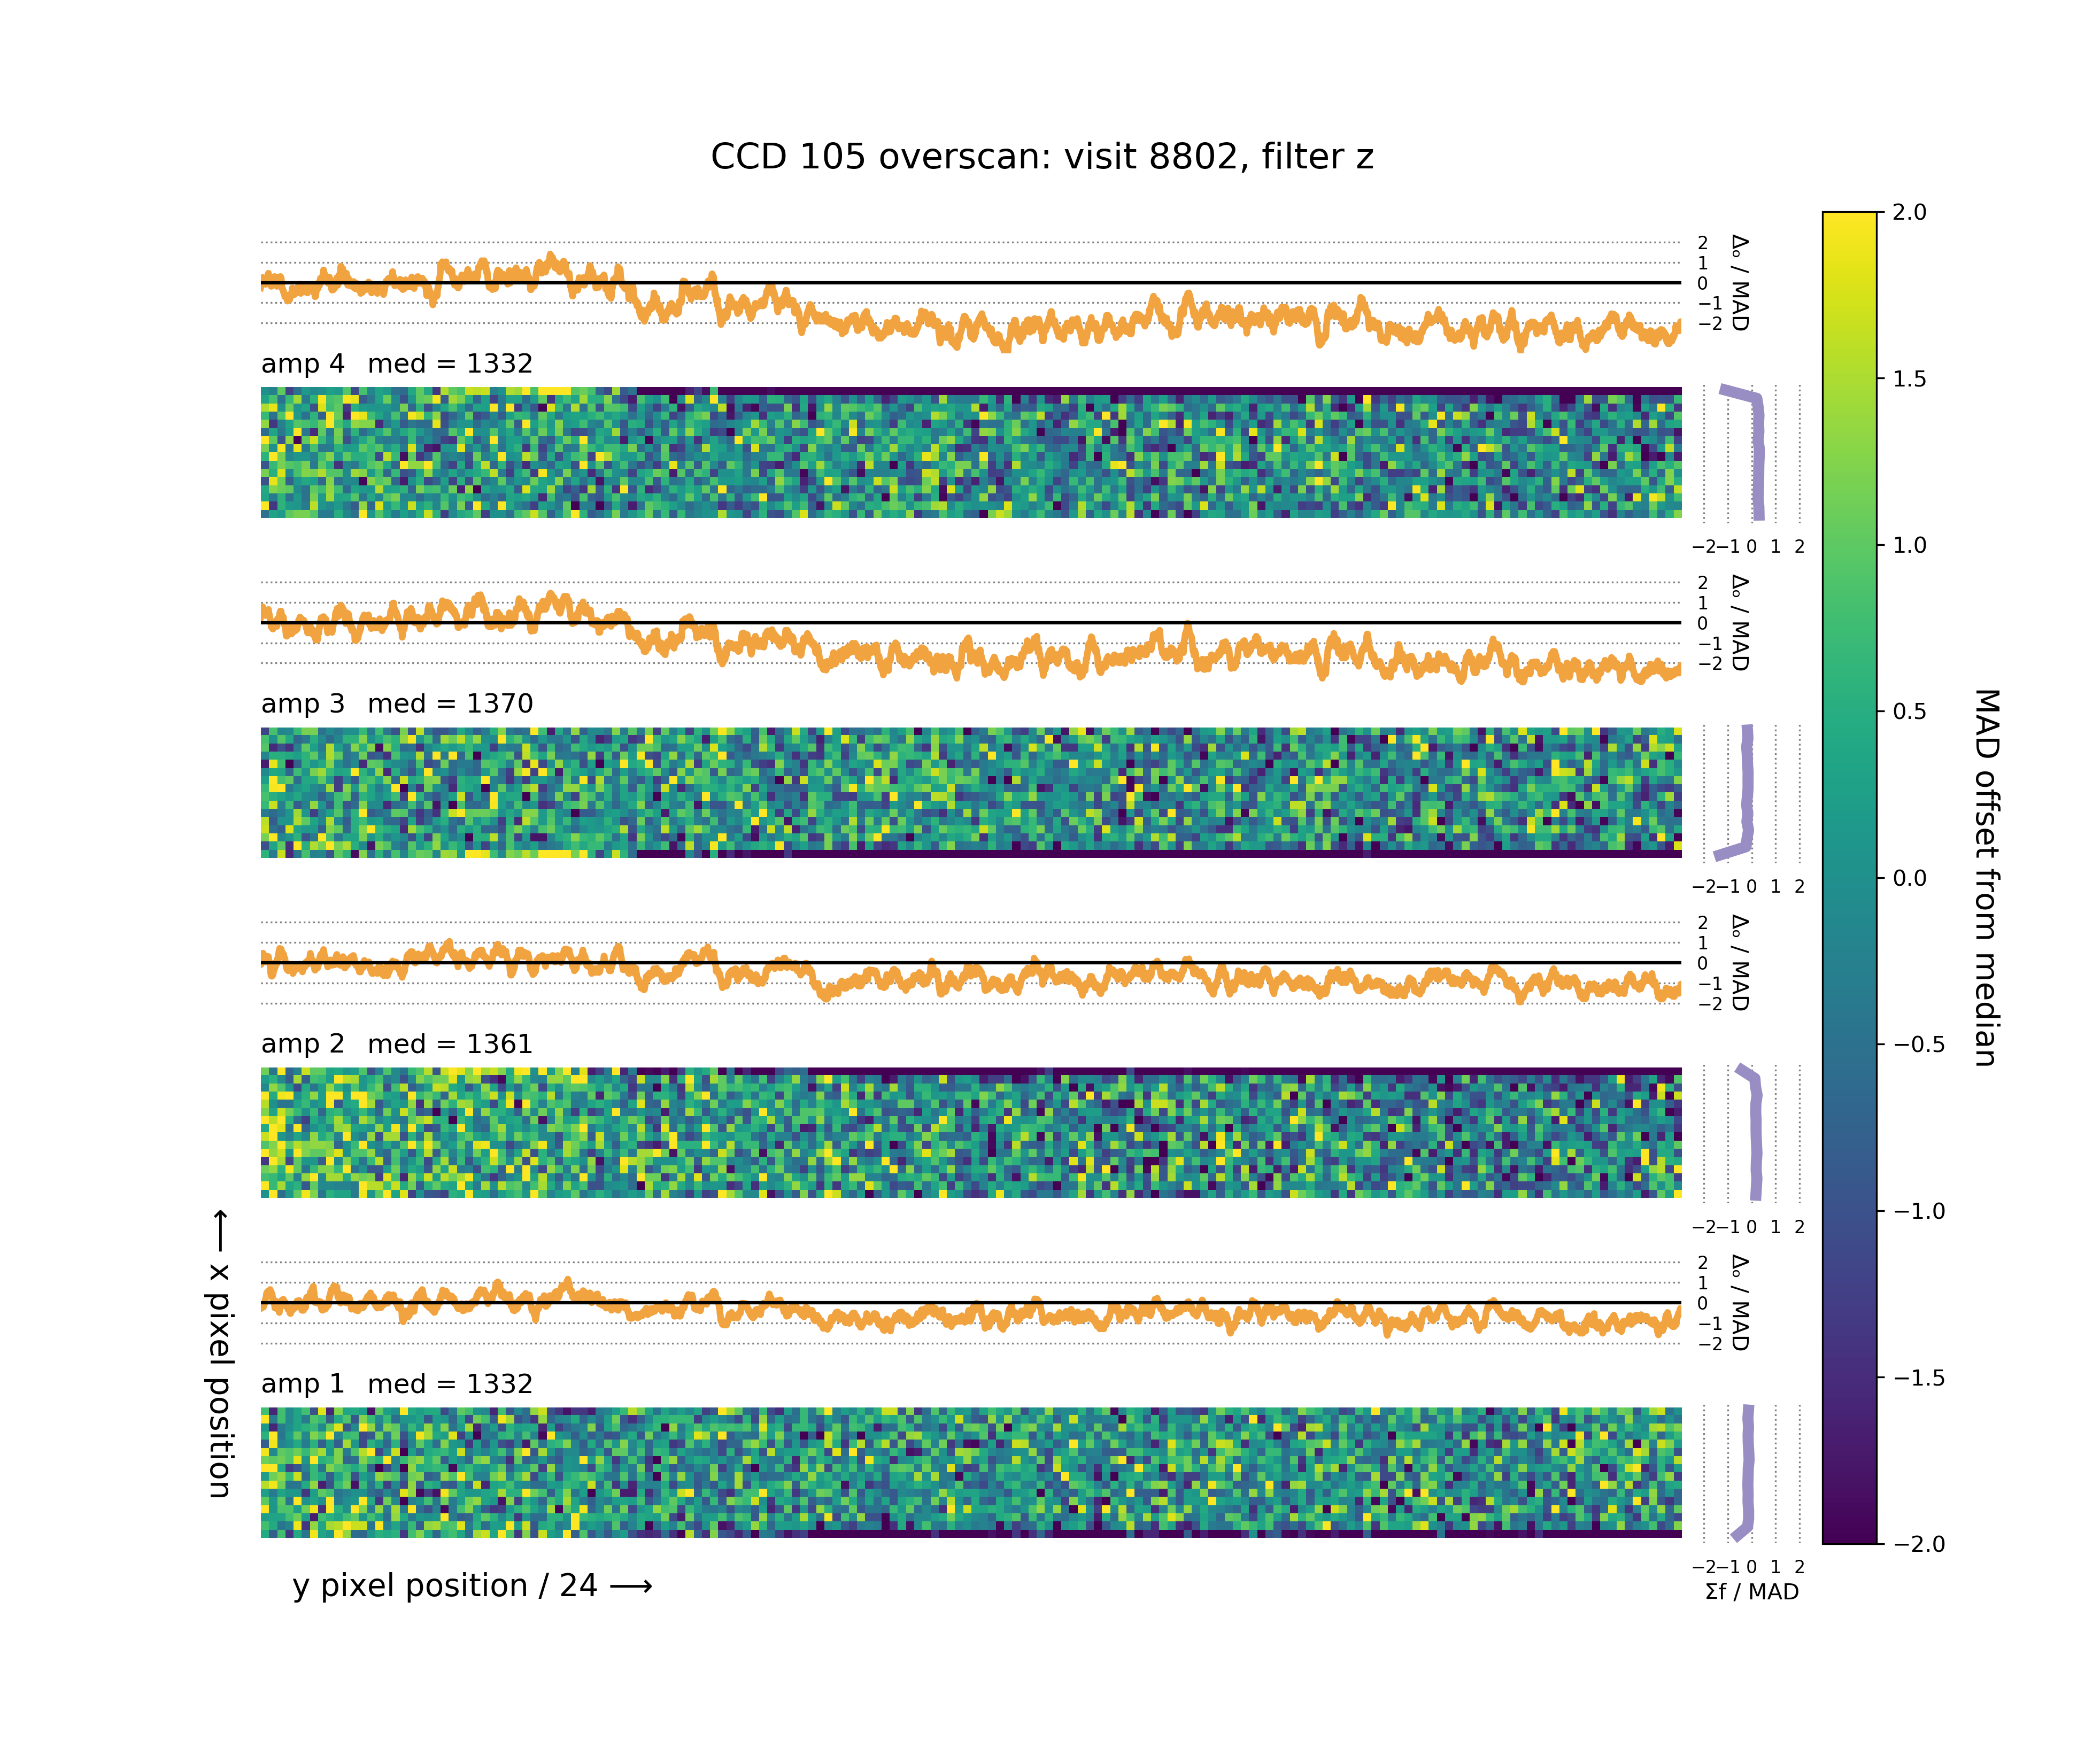 CCD 105 overscan: visit 8802, filter z
2
1
0
−1
−2
Δₒ / MAD
amp 4 med = 1332
−2 −1 0 1 2
2
1
0
−1
−2
Δₒ / MAD
amp 3 med = 1370
−2 −1 0 1 2
2
1
0
−1
−2
Δₒ / MAD
amp 2 med = 1361
−2 −1 0 1 2
2
1
0
−1
−2
Δₒ / MAD
amp 1 med = 1332
−2 −1 0 1 2
Σf / MAD
y pixel position / 24 ⟶
⟵ x pixel position
2.0
1.5
1.0
0.5
0.0
−0.5
−1.0
−1.5
−2.0
MAD offset from median